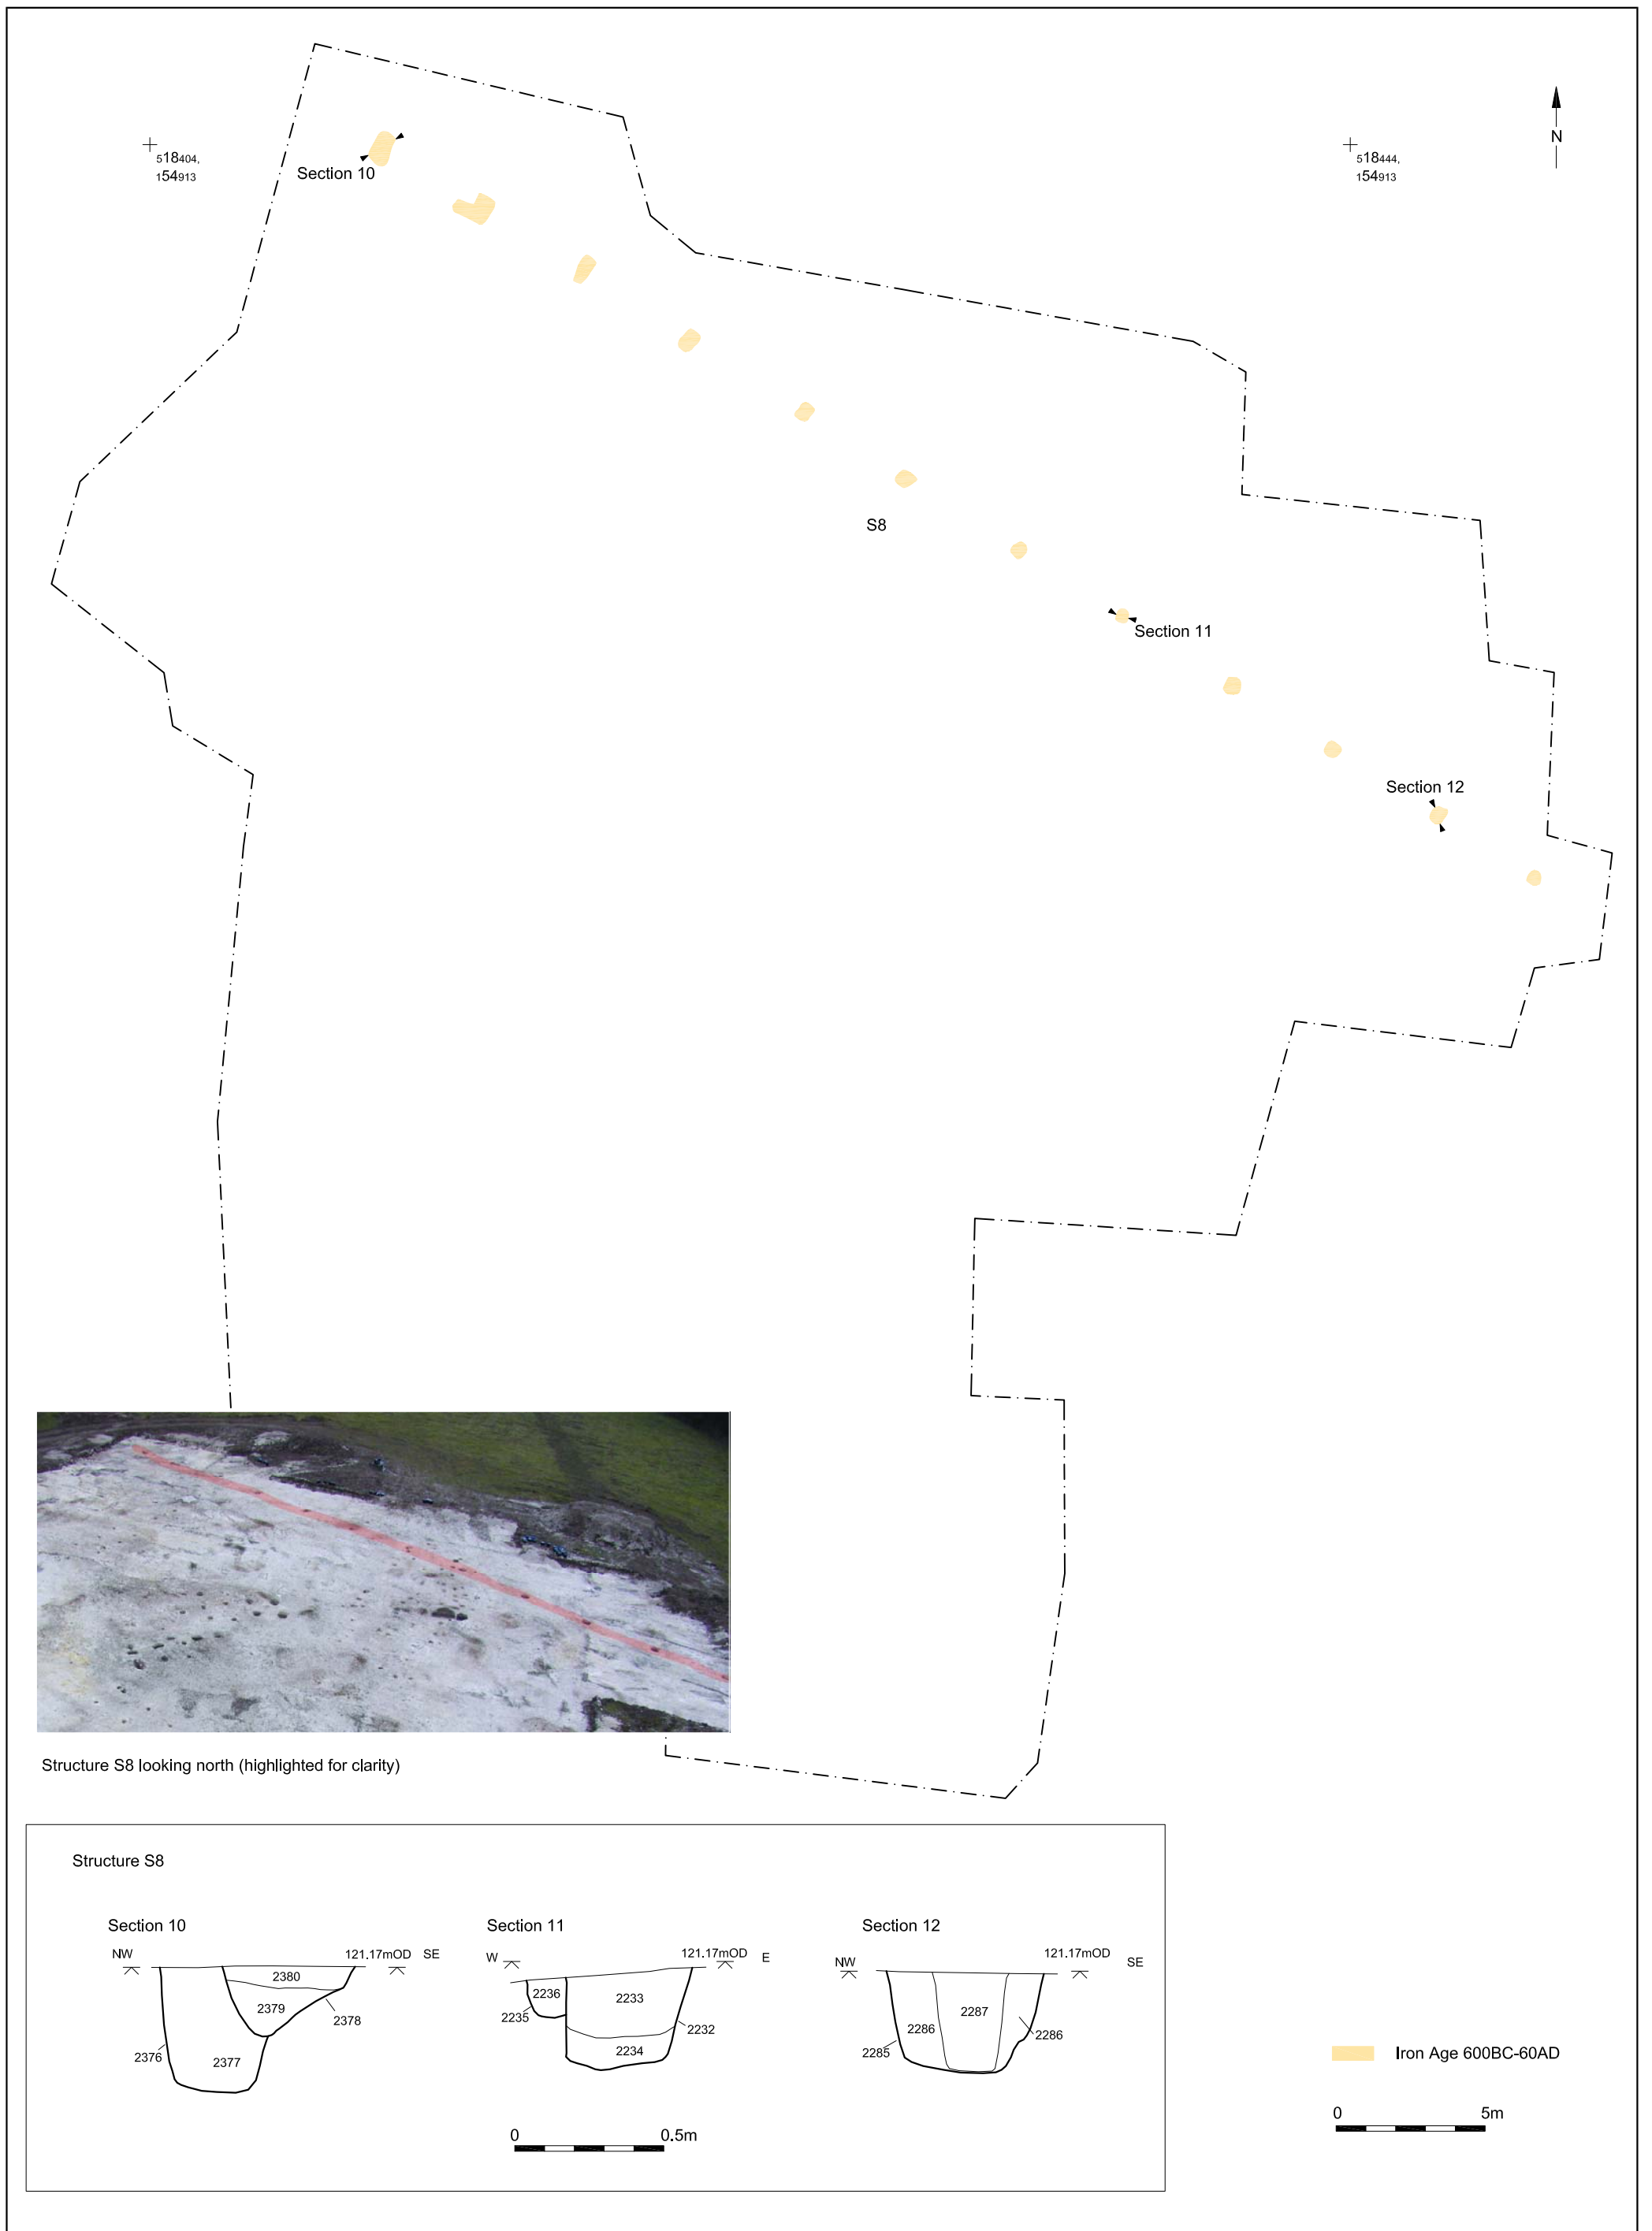 518404,
154913
518444,
154913
N
Section 10
S8
Section 11
Section 12
Structure S8 looking north (highlighted for clarity)
Structure S8
Section 10
NW
121.17mOD SE
2380
2379
2378
2376
2377
Section 11
W
121.17mOD E
2236
2233
2235
2232
2234
Section 12
NW
121.17mOD
SE
2287
2286
2286
2285
0 0.5m
Iron Age 600BC-60AD
0 5m